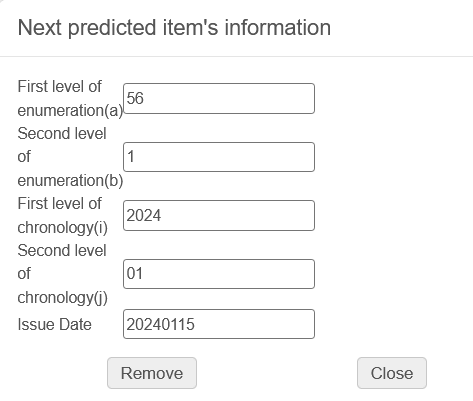 Next predicted item's information
First level of
enumeration(a)
56
Second level
of
enumeration(b)
1
First level of
chronology(i)
2024
Second level
of
chronology(j)
01
Issue Date
20240115
Remove
Close